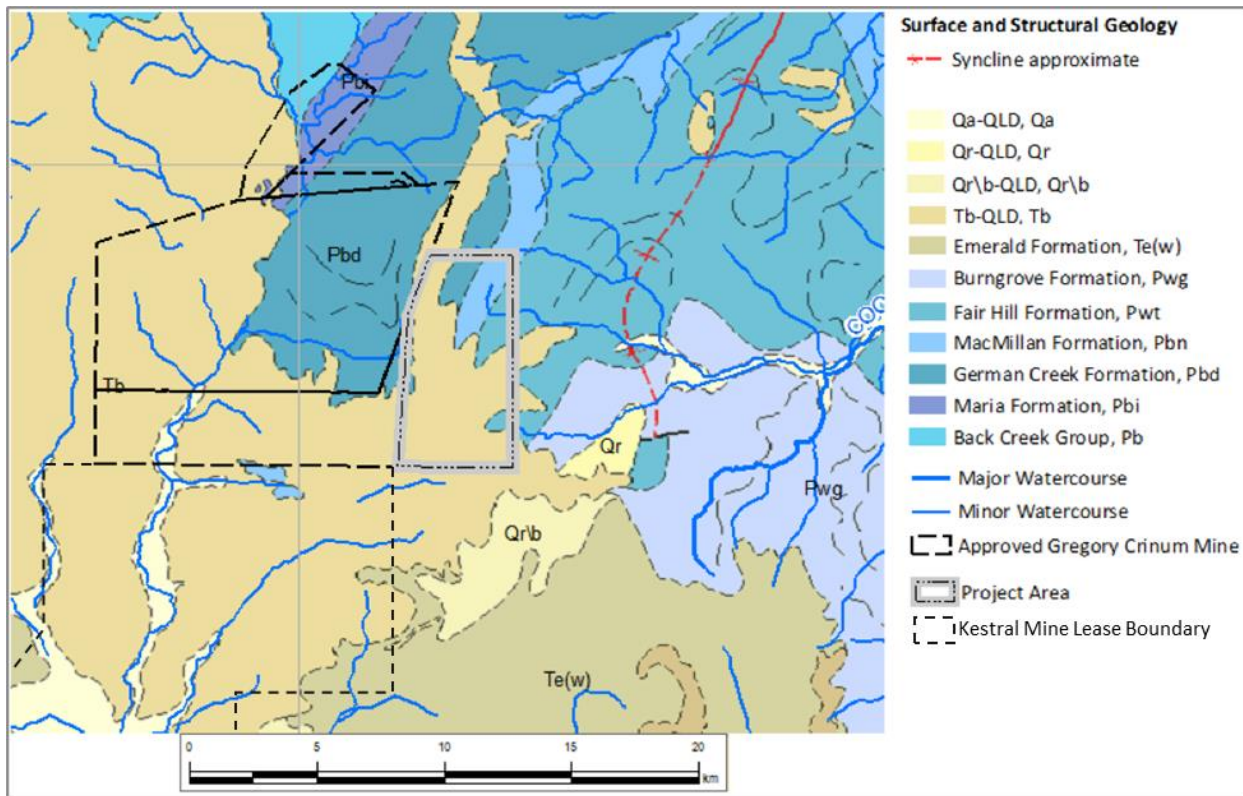 Surface and Structural Geology
Syncline approximate
Qa-QLD, Qa
Qr-QLD, Qr
Qr\b-QLD, Qr\b
Tb-QLD, Tb
Emerald Formation, Te(w)
Burngrove Formation, Pwg
Fair Hill Formation, Pwt
MacMillan Formation, Pbn
German Creek Formation, Pbd
Maria Formation, Pbi
Back Creek Group, Pb
Major Watercourse
Minor Watercourse
Approved Gregory Crinum Mine
Project Area
Kestral Mine Lease Boundary
Pbi
Pbd
Tb
COO
Qr
Pwg
Qr\b
Te(w)
0 5 10 15 20
km